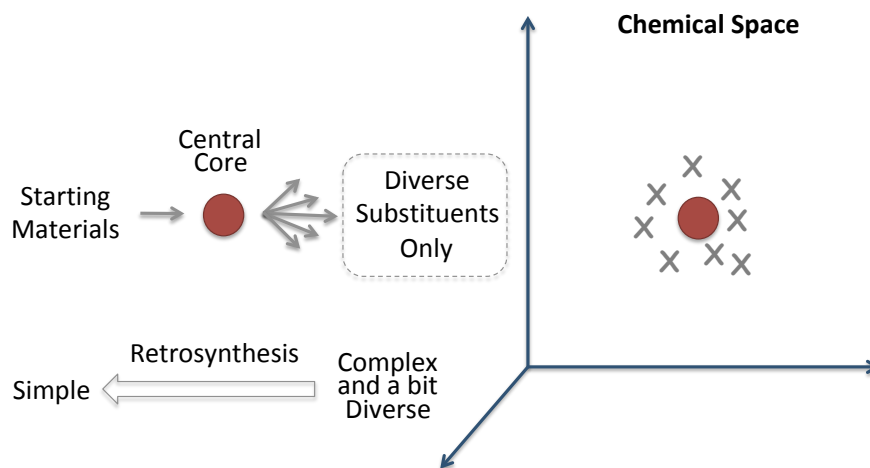 Chemical Space
Central
Core
Starting
Materials
Diverse
Substituents
Only
Retrosynthesis
Simple
Complex
and a bit
Diverse